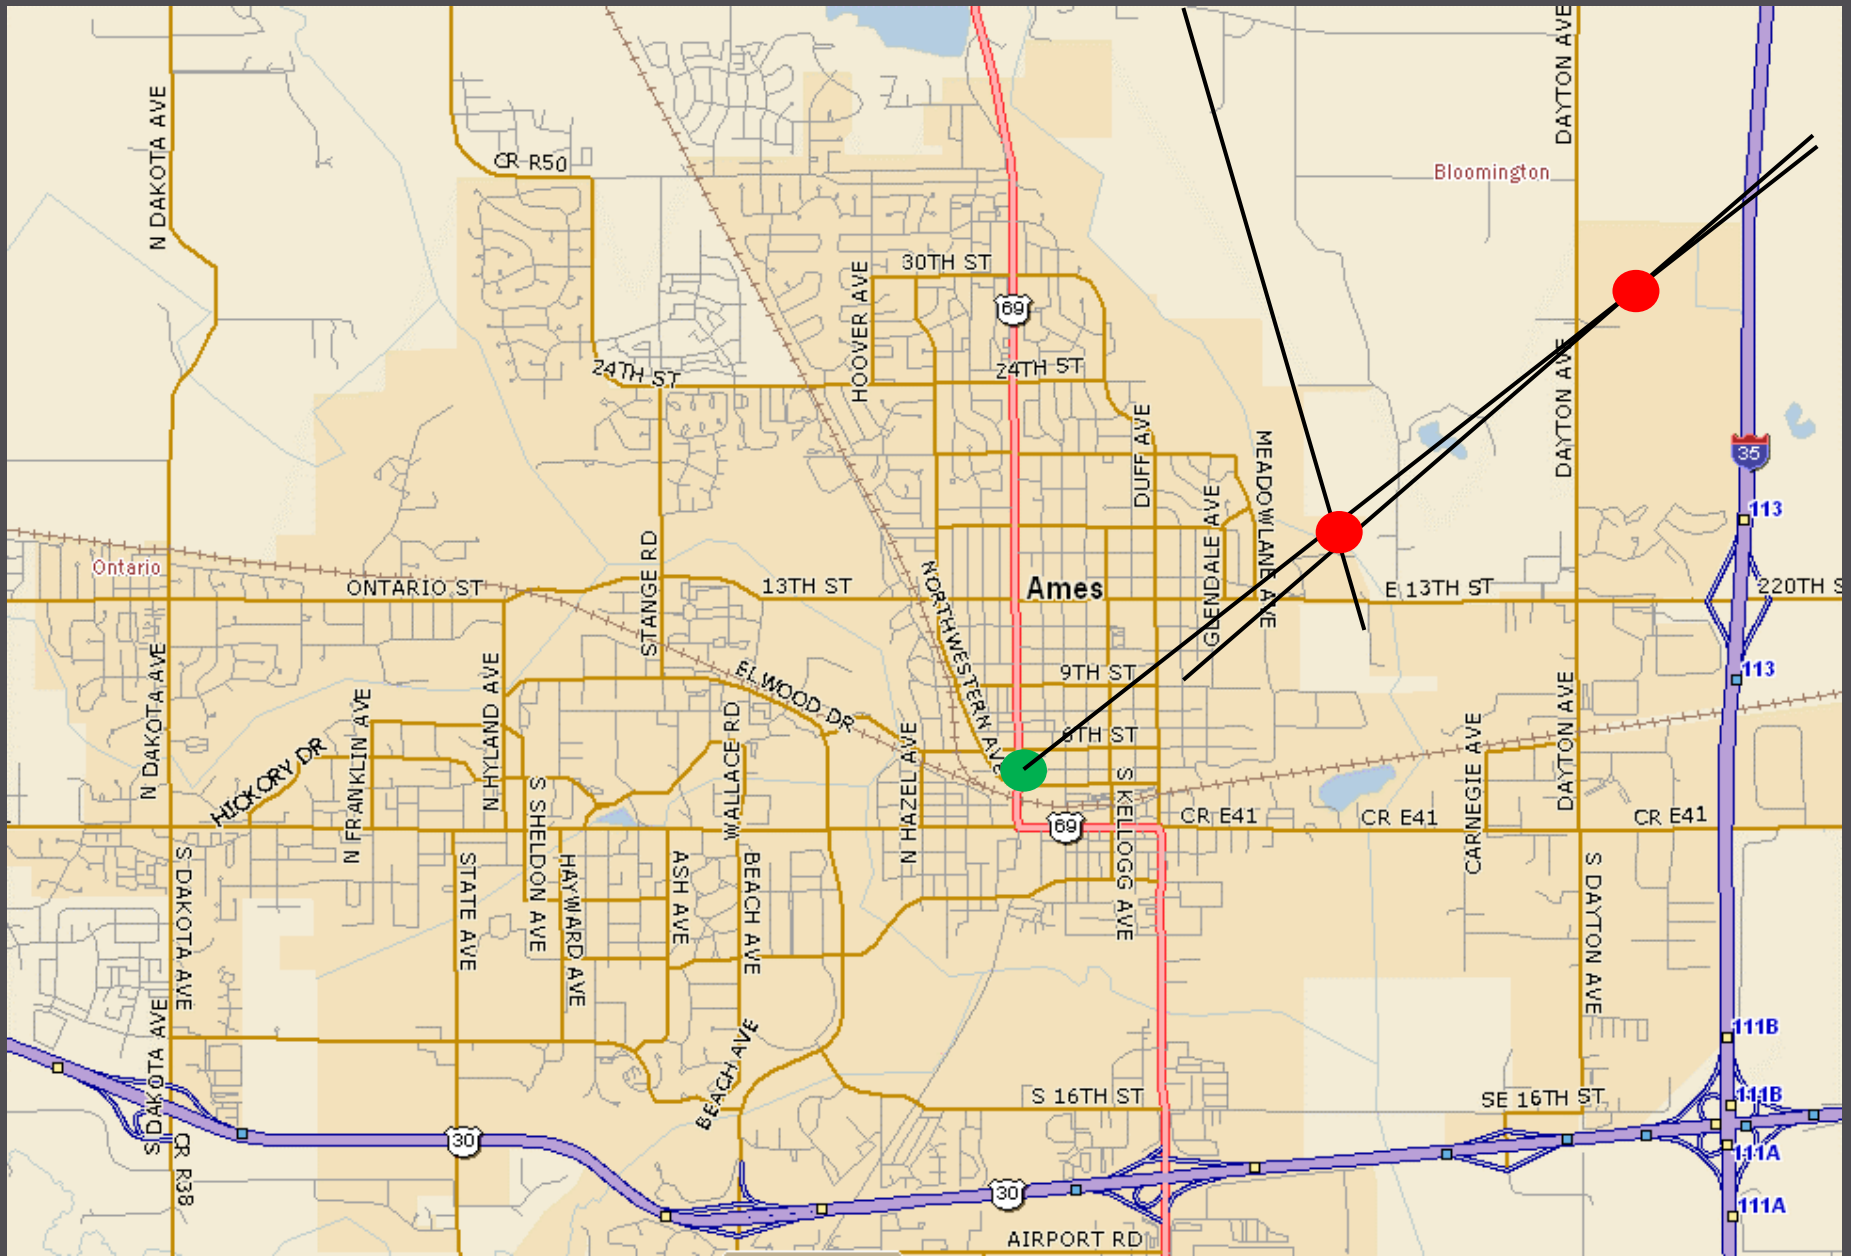 N DAKOTA AVE
CR R50
DAYTON AVE
Bloomington
30TH ST
HOOVER AVE
69
24TH ST
24TH ST
DUFF AVE
MEADOWLANE AVE
GLENDALE AVE
DAYTON AVE
35
113
Ontario
ONTARIO ST
STANGE RD
13TH ST
NORTHWESTERN AVE
Ames
E 13TH ST
220TH S
N DAKOTA AVE
N HYLAND AVE
ELWOOD DR
9TH ST
113
HICKORY DR
N FRANKLIN AVE
WALLACE RD
N HAZEL AVE
6TH ST
CARNEGIE AVE
DAYTON AVE
S SHELDON AVE
69
S KELLOGG AVE
CR E41
CR E41
CR E41
S DAKOTA AVE
STATE AVE
HAYWARD AVE
ASH AVE
BEACH AVE
S DAYTON AVE
S DAKOTA AVE
BEACH AVE
S 16TH ST
SE 16TH ST
111B
111B
111A
111A
CR R38
30
30
AIRPORT RD